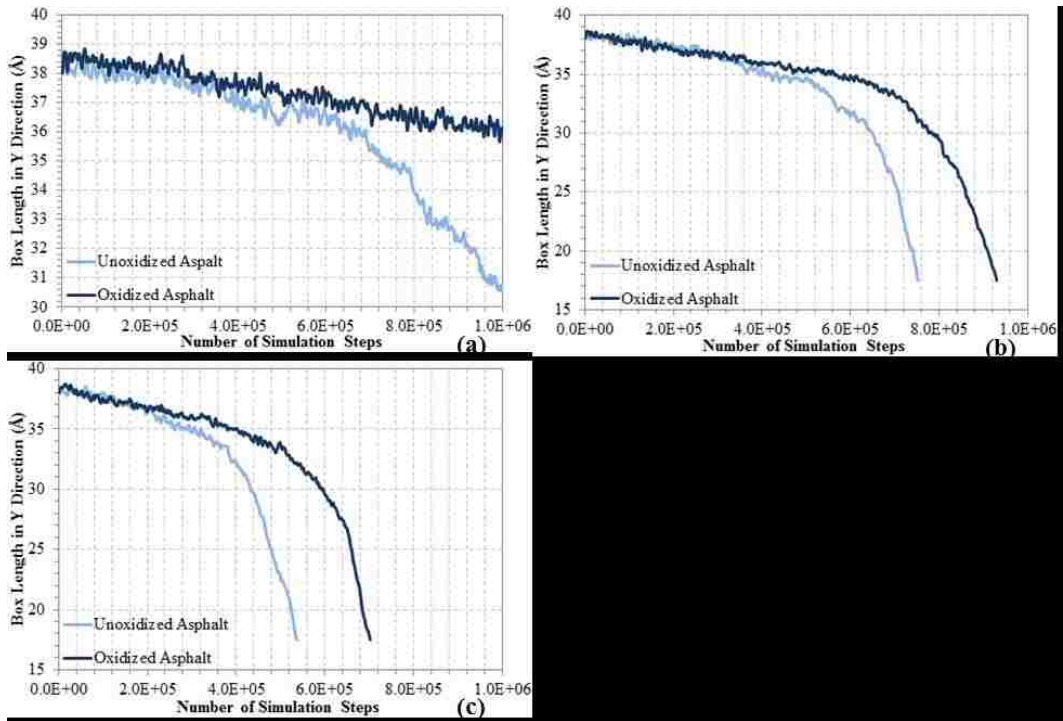 40
39
38
37
36
35
34
33
32
31
30
Box Length in Y Direction (Å)
Unoxidized Aspalt
Oxidized Asphalt
0.0E+00 2.0E+05 4.0E+05 6.0E+05 8.0E+05 1.0E+06
Number of Simulation Steps
(a)
40
35
30
25
20
15
Box Length in Y Direction (Å)
Unoxidized Asphalt
Oxidized Asphalt
0.0E+00 2.0E+05 4.0E+05 6.0E+05 8.0E+05 1.0E+06
Number of Simulation Steps
(b)
40
35
30
25
20
15
Box Length in Y Direction (Å)
Unoxidized Asphalt
Oxidized Asphalt
0.0E+00 2.0E+05 4.0E+05 6.0E+05 8.0E+05 1.0E+06
Number of Simulation Steps
(c)